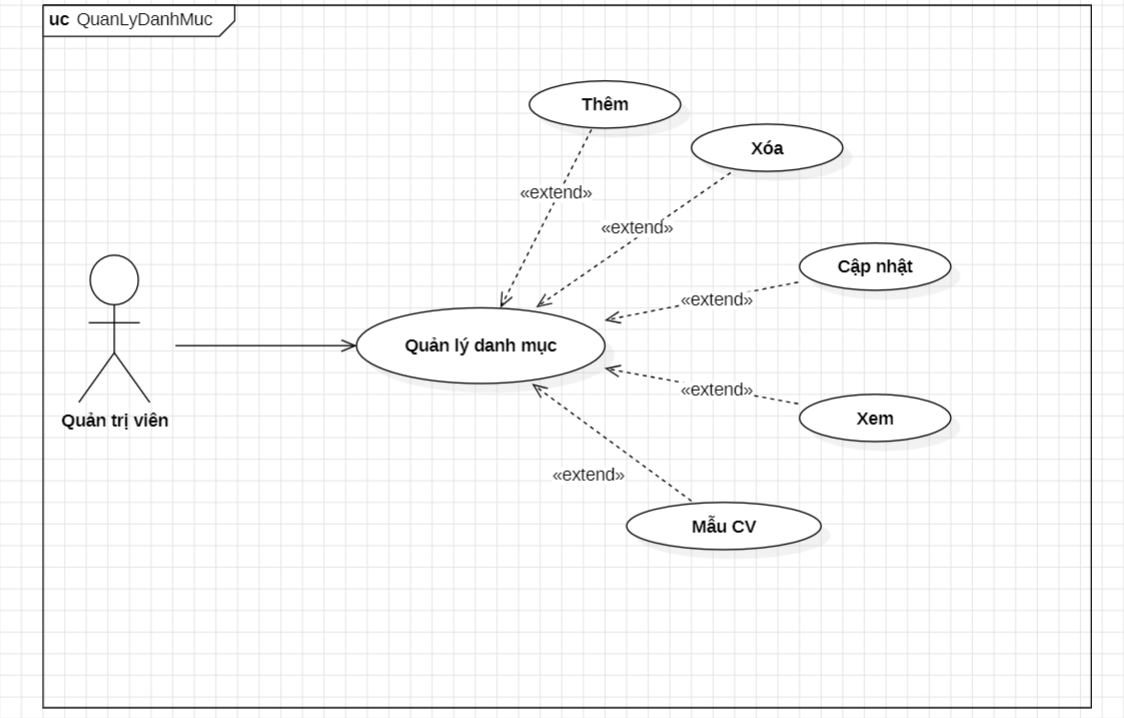 uc QuanLyDanhMuc
Thêm
Xóa
«extend»
«extend»
Cập nhật
«extend»
Quản lý danh mục
«extend»
Xem
Quản trị viên
«extend»
Mẫu CV